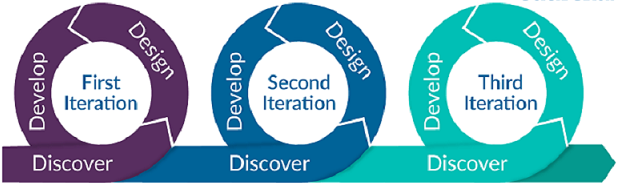 Develop
Design
First
Iteration
Discover
Develop
Design
Second
Iteration
Discover
Develop
Design
Third
Iteration
Discover